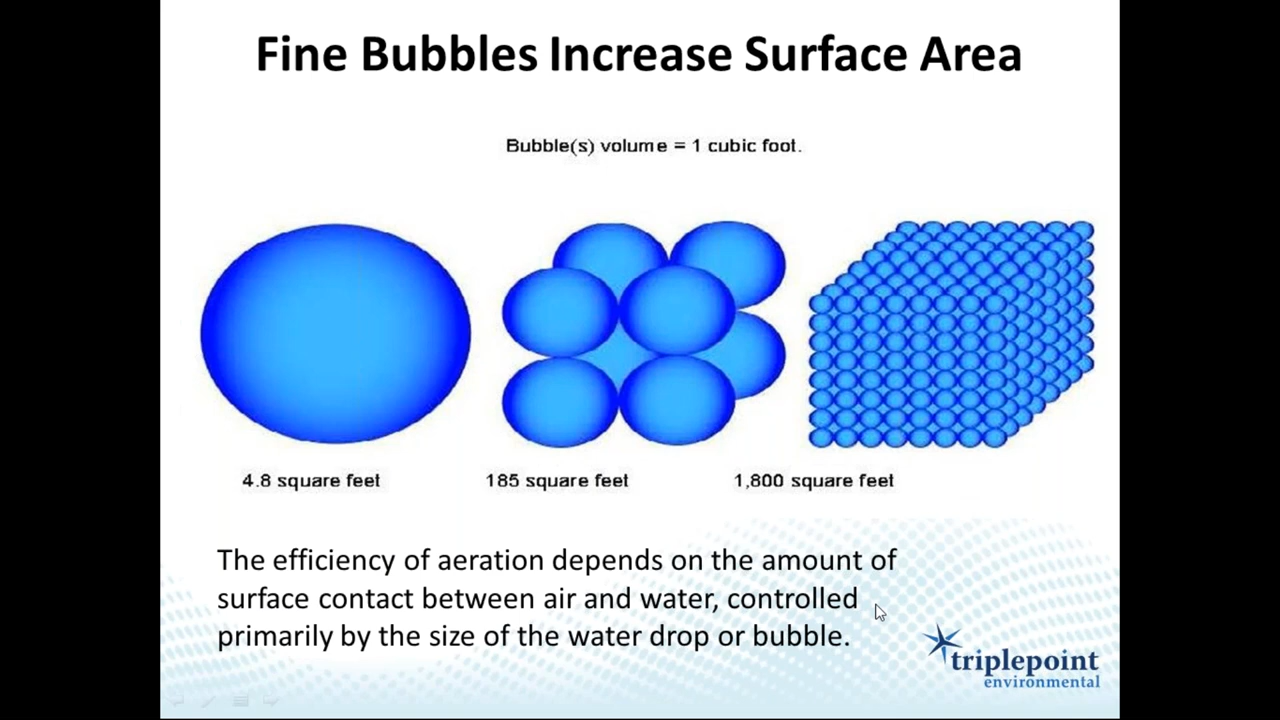 Fine Bubbles Increase Surface Area
Bubble(s) volume = 1 cubic foot.
4.8 square feet
185 square feet
1,800 square feet
The efficiency of aeration depends on the amount of
surface contact between air and water, controlled
primarily by the size of the water drop or bubble.
triplepoint
environmental